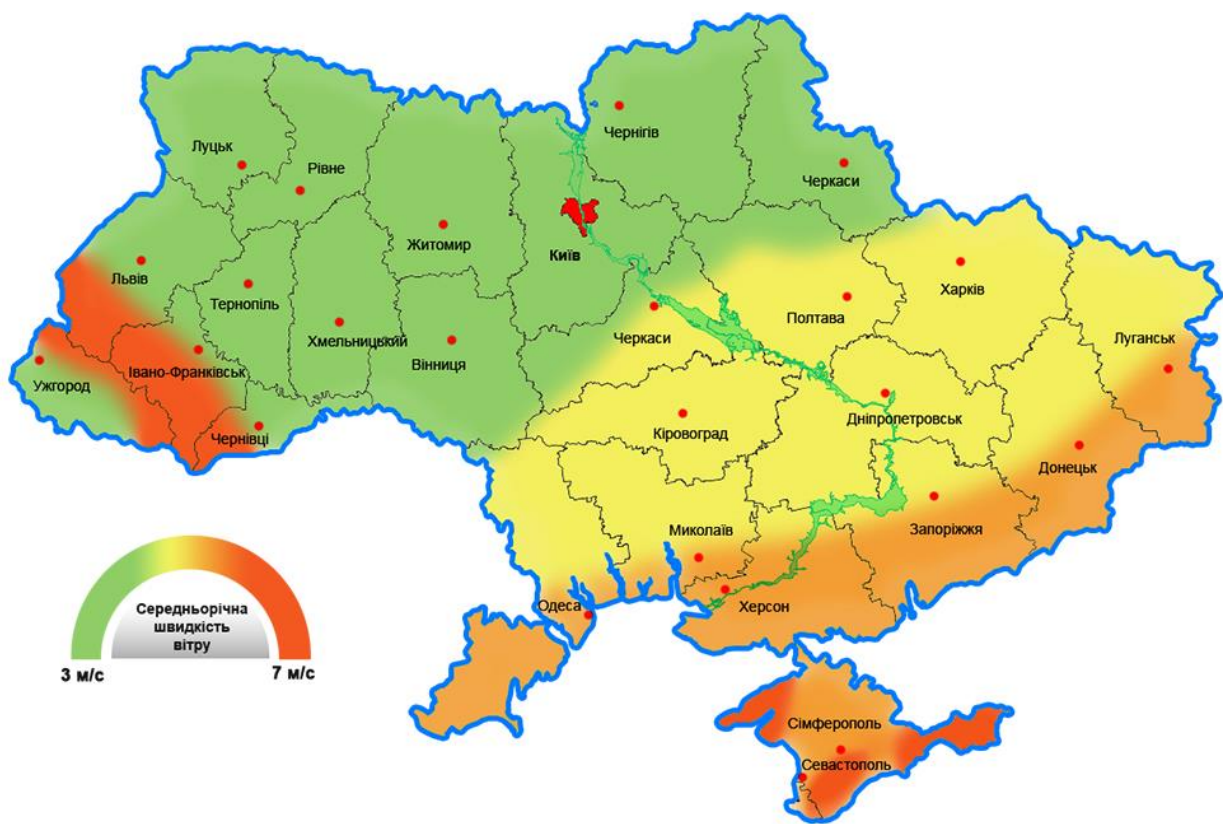 Чернігів
Луцьк
Рівне
Черкаси
Житомир
Київ
Львів
Харків
Тернопіль
Полтава
Черкаси
Хмельницький
Вінниця
Луганськ
Івано-Франківськ
Ужгород
Дніпропетровськ
Чернівці
Кіровоград
Донецьк
Миколаїв
Запоріжжя
Одеса
Херсон
Середньорічна
швидкість
вітру
3 м/с
7 м/с
Сімферополь
Севастополь